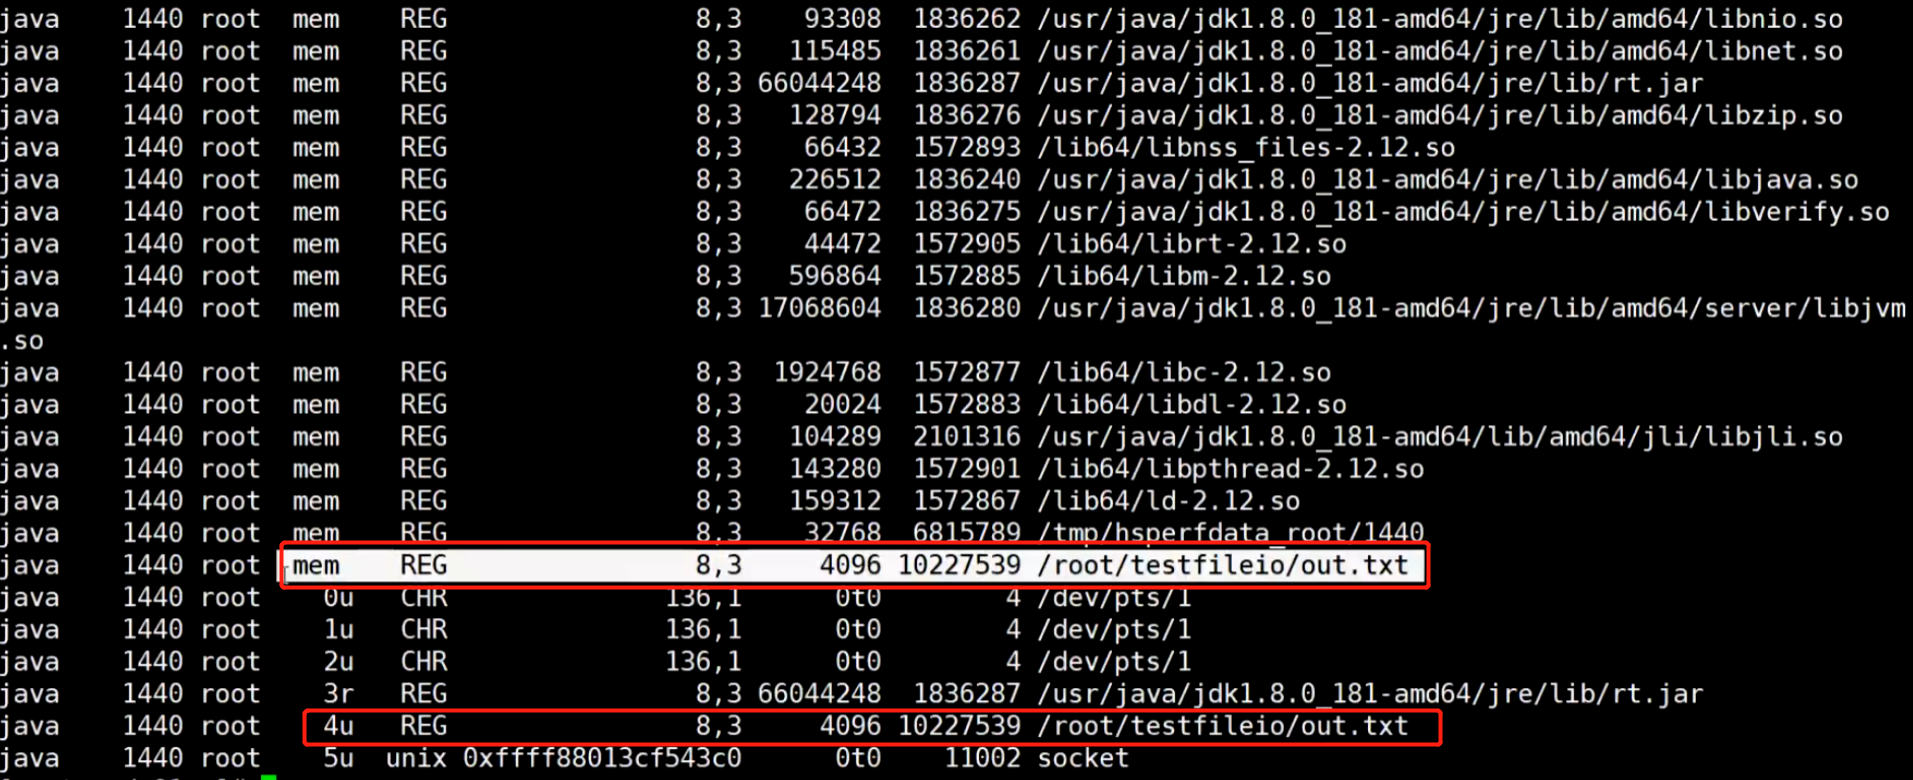 java    1440 root  mem    REG                8,3    93308  1836262 /usr/java/jdk1.8.0_181-amd64/jre/lib/amd64/libnio.so
java    1440 root  mem    REG                8,3   115485  1836261 /usr/java/jdk1.8.0_181-amd64/jre/lib/amd64/libnet.so
java    1440 root  mem    REG                8,3 66044248  1836287 /usr/java/jdk1.8.0_181-amd64/jre/lib/rt.jar
java    1440 root  mem    REG                8,3   128794  1836276 /usr/java/jdk1.8.0_181-amd64/jre/lib/amd64/libzip.so
java    1440 root  mem    REG                8,3    66432  1572893 /lib64/libnss_files-2.12.so
java    1440 root  mem    REG                8,3   226512  1836240 /usr/java/jdk1.8.0_181-amd64/jre/lib/amd64/libjava.so
java    1440 root  mem    REG                8,3    66472  1836275 /usr/java/jdk1.8.0_181-amd64/jre/lib/amd64/libverify.so
java    1440 root  mem    REG                8,3    44472  1572905 /lib64/librt-2.12.so
java    1440 root  mem    REG                8,3   596864  1572885 /lib64/libm-2.12.so
java    1440 root  mem    REG                8,3 17068604  1836280 /usr/java/jdk1.8.0_181-amd64/jre/lib/amd64/server/libjvm
.so
java    1440 root  mem    REG                8,3  1924768  1572877 /lib64/libc-2.12.so
java    1440 root  mem    REG                8,3    20024  1572883 /lib64/libdl-2.12.so
java    1440 root  mem    REG                8,3   104289  2101316 /usr/java/jdk1.8.0_181-amd64/lib/amd64/jli/libjli.so
java    1440 root  mem    REG                8,3   143280  1572901 /lib64/libpthread-2.12.so
java    1440 root  mem    REG                8,3   159312  1572867 /lib64/ld-2.12.so
java    1440 root  mem    REG                8,3    32768  6815789 /tmp/hsperfdata_root/1440
java    1440 root  mem    REG                8,3     4096 10227539 /root/testfileio/out.txt
java    1440 root    0u   CHR              136,1      0t0        4 /dev/pts/1
java    1440 root    1u   CHR              136,1      0t0        4 /dev/pts/1
java    1440 root    2u   CHR              136,1      0t0        4 /dev/pts/1
java    1440 root    3r   REG                8,3 66044248  1836287 /usr/java/jdk1.8.0_181-amd64/jre/lib/rt.jar
java    1440 root    4u   REG                8,3     4096 10227539 /root/testfileio/out.txt
java    1440 root    5u  unix 0xffff88013cf543c0      0t0    11002 socket